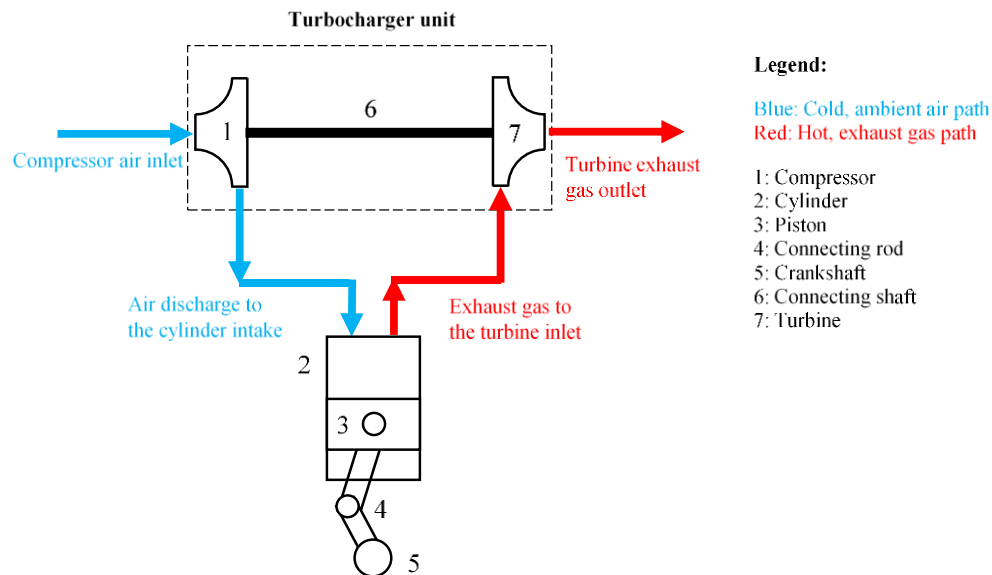 Turbocharger unit
6
1
7
Compressor air inlet
Turbine exhaust
gas outlet
Air discharge to
the cylinder intake
Exhaust gas to
the turbine inlet
2
3
4
5
Legend:
Blue: Cold, ambient air path
Red: Hot, exhaust gas path
1: Compressor
2: Cylinder
3: Piston
4: Connecting rod
5: Crankshaft
6: Connecting shaft
7: Turbine